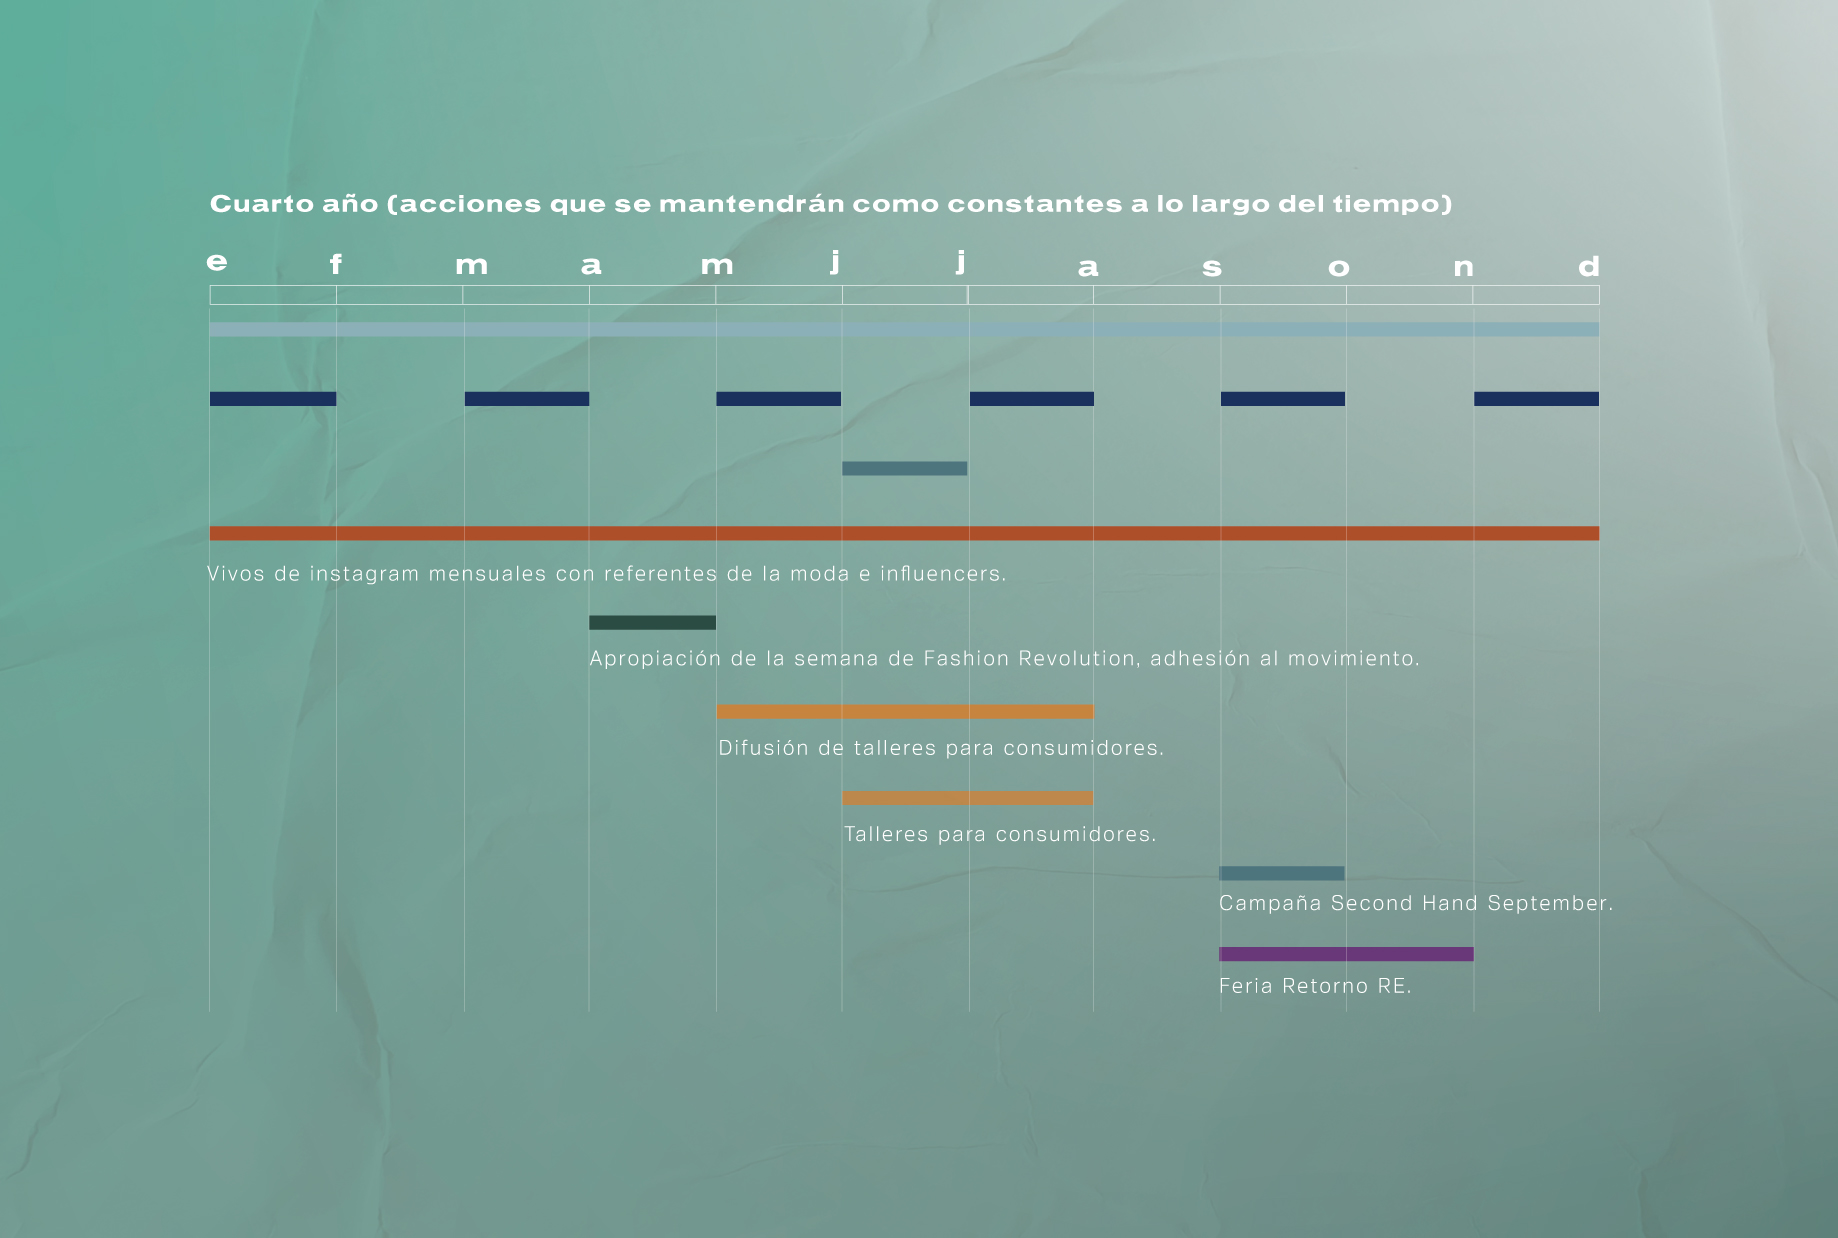 Cuarto año (acciones que se mantendrán como constantes a lo largo del tiempo)
e f m a m j j a s o n d
Vivos de instagram mensuales con referentes de la moda e influencers.
Apropiación de la semana de Fashion Revolution, adhesión al movimiento.
Difusión de talleres para consumidores.
Talleres para consumidores.
Campaña Second Hand September.
Feria Retorno RE.